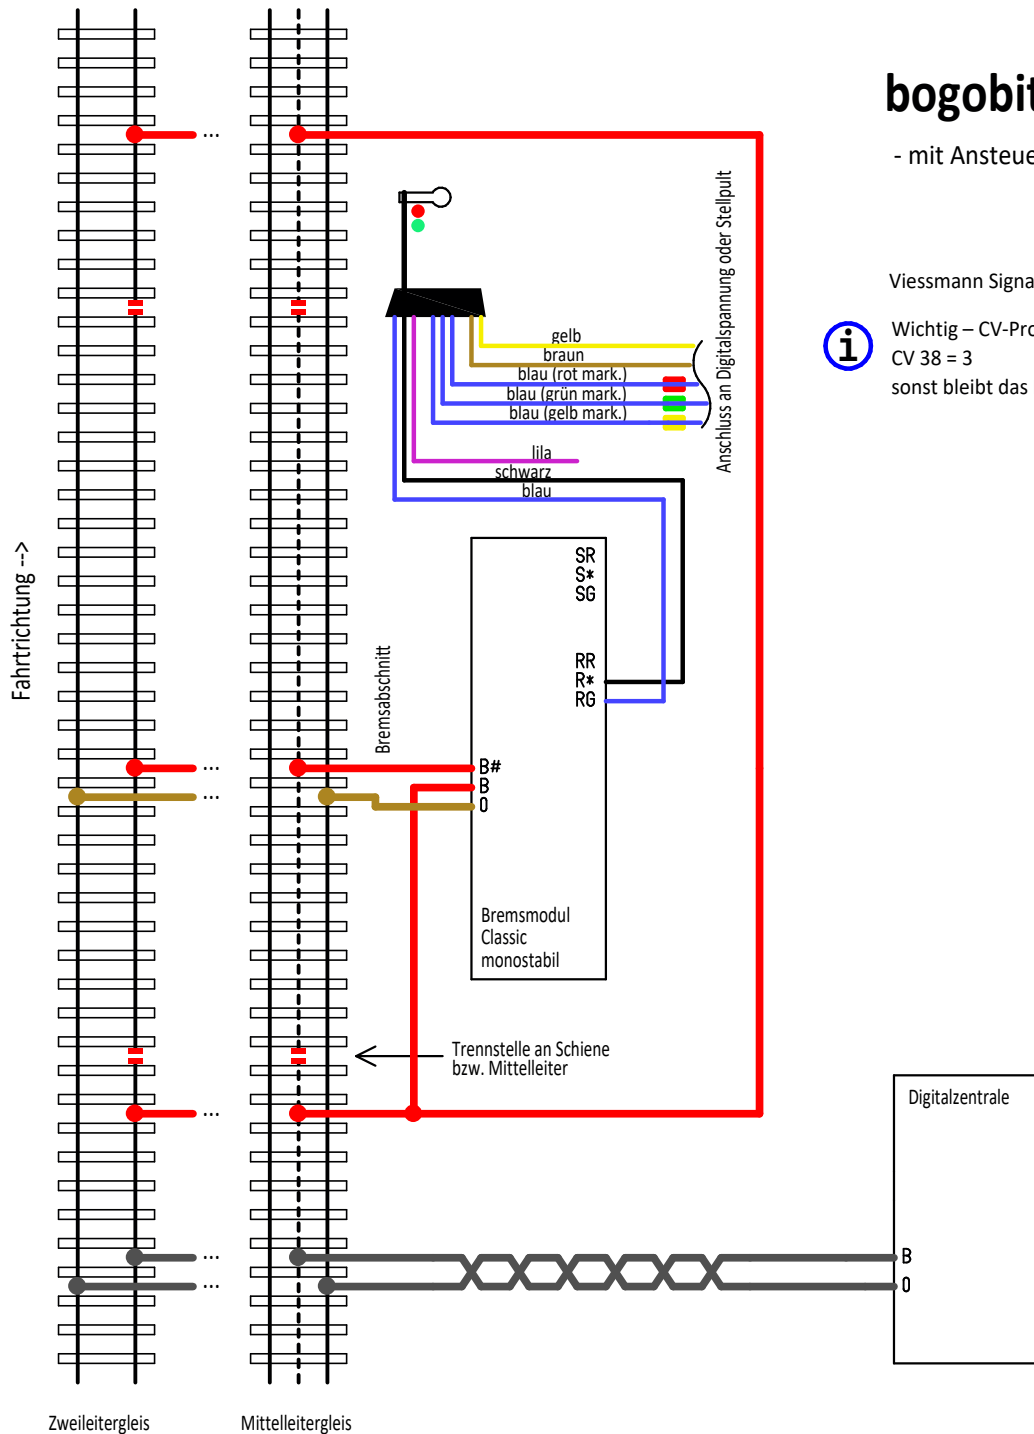 bogobit
- mit Ansteue
Viessmann Signa
i
Wichtig – CV-Pro
CV 38 = 3
sonst bleibt das
...
gelb
braun
blau (rot mark.)
blau (grün mark.)
blau (gelb mark.)
Anschluss an Digitalspannung oder Stellpult
lila
schwarz
blau
Fahrtrichtung -->
Bremsabschnitt
SR
S*
SG
RR
R*
RG
...
B#
B
...
0
Bremsmodul
Classic
monostabil
Trennstelle an Schiene
bzw. Mittelleiter
...
Digitalzentrale
...
B
...
0
Zweileitergleis
Mittelleitergleis